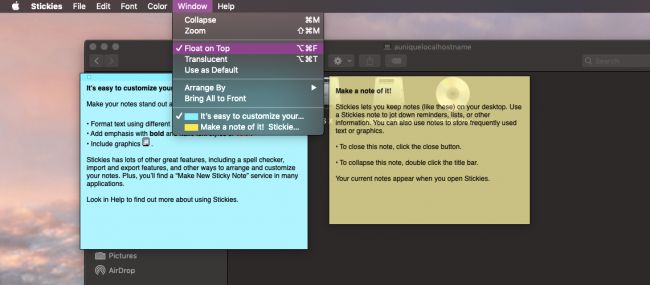 Stickies File Edit Font Color Window Help
Collapse ⌘M
Zoom ⇧⌘M
✓ Float on Top ⌥⌘F
Translucent ⌥⌘T
Use as Default
Arrange By
Bring All to Front
✓ It's easy to customize your...
Make a note of it! Stickie...
auniquelocalhostname
Search
It's easy to customize your
Make your notes stand out a
• Format text using different
• Add emphasis with bold and
• Include graphics .
Stickies has lots of other great features, including a spell checker,
import and export features, and other ways to arrange and customize
your notes. Plus, you'll find a "Make New Sticky Note" service in many
applications.
Look in Help to find out more about using Stickies.
Make a note of it!
Stickies lets you keep notes (like these) on your desktop. Use
a Stickies note to jot down reminders, lists, or other
information. You can also use notes to store frequently used
text or graphics.
• To close this note, click the close button.
• To collapse this note, double click the title bar.
Your current notes appear when you open Stickies.
Pictures
AirDrop